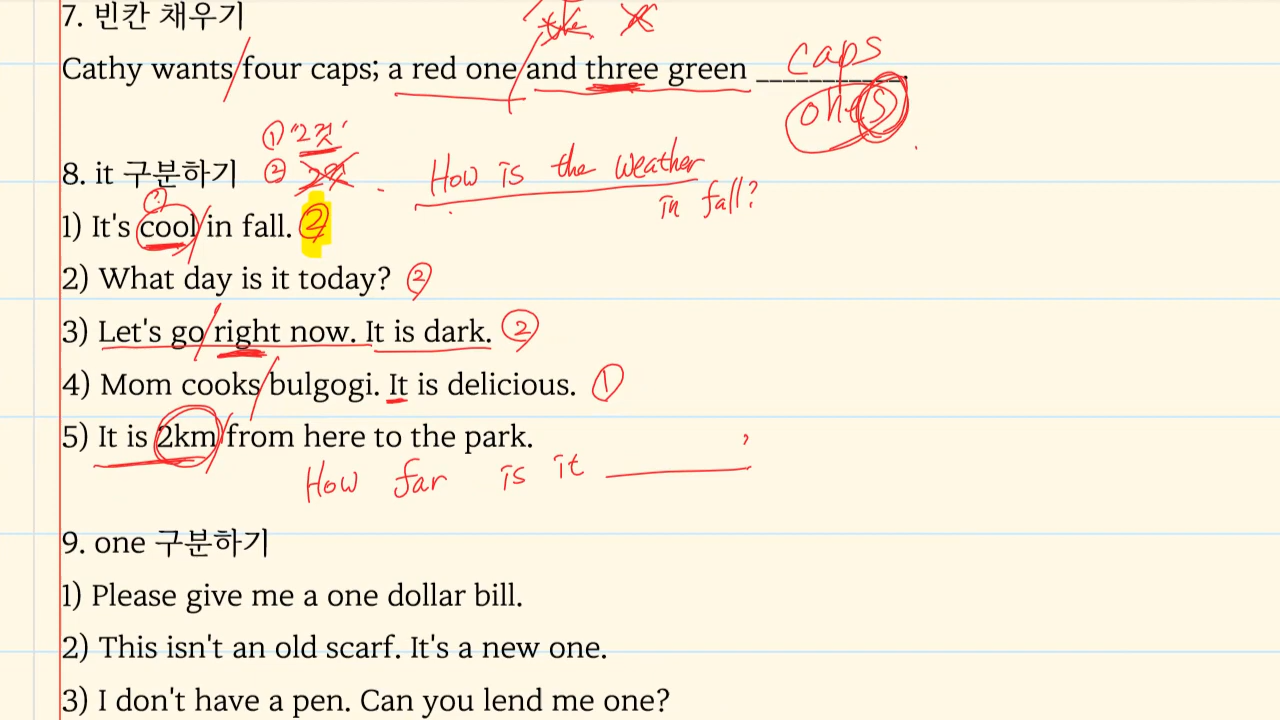 7. 빈칸 채우기
the
Cathy wants/four caps; a red one/and three green ____________. caps
ones
① "그것"
8. it 구분하기 ② How is the weather
in fall?
1) It's cool/in fall. ②
2) What day is it today? ②
3) Let's go/right now. It is dark. ②
4) Mom cooks/bulgogi. It is delicious. ①
5) It is 2km/from here to the park.
How far is it ________?
9. one 구분하기
1) Please give me a one dollar bill.
2) This isn't an old scarf. It's a new one.
3) I don't have a pen. Can you lend me one?